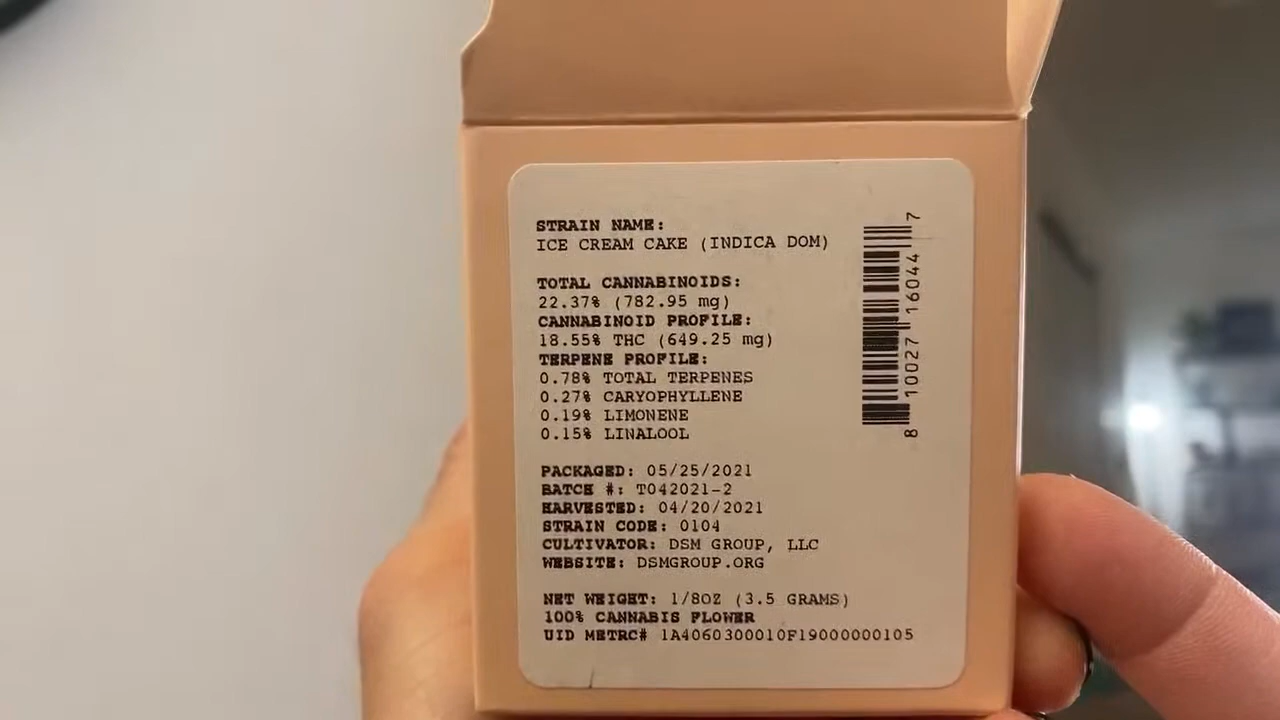 STRAIN NAME:
ICE CREAM CAKE (INDICA DOM)
TOTAL CANNABINOIDS:
22.37% (782.95 mg)
CANNABINOID PROFILE:
18.55% THC (649.25 mg)
TERPENE PROFILE:
0.78% TOTAL TERPENES
0.27% CARYOPHYLLENE
0.19% LIMONENE
0.15% LINALOOL
PACKAGED: 05/25/2021
BATCH #: T042021-2
HARVESTED: 04/20/2021
STRAIN CODE: 0104
CULTIVATOR: DSM GROUP, LLC
WEBSITE: DSMGROUP.ORG
NET WEIGHT: 1/8OZ (3.5 GRAMS)
100% CANNABIS FLOWER
UID METRC# 1A4060300010F19000000105
8 10027 16044 7